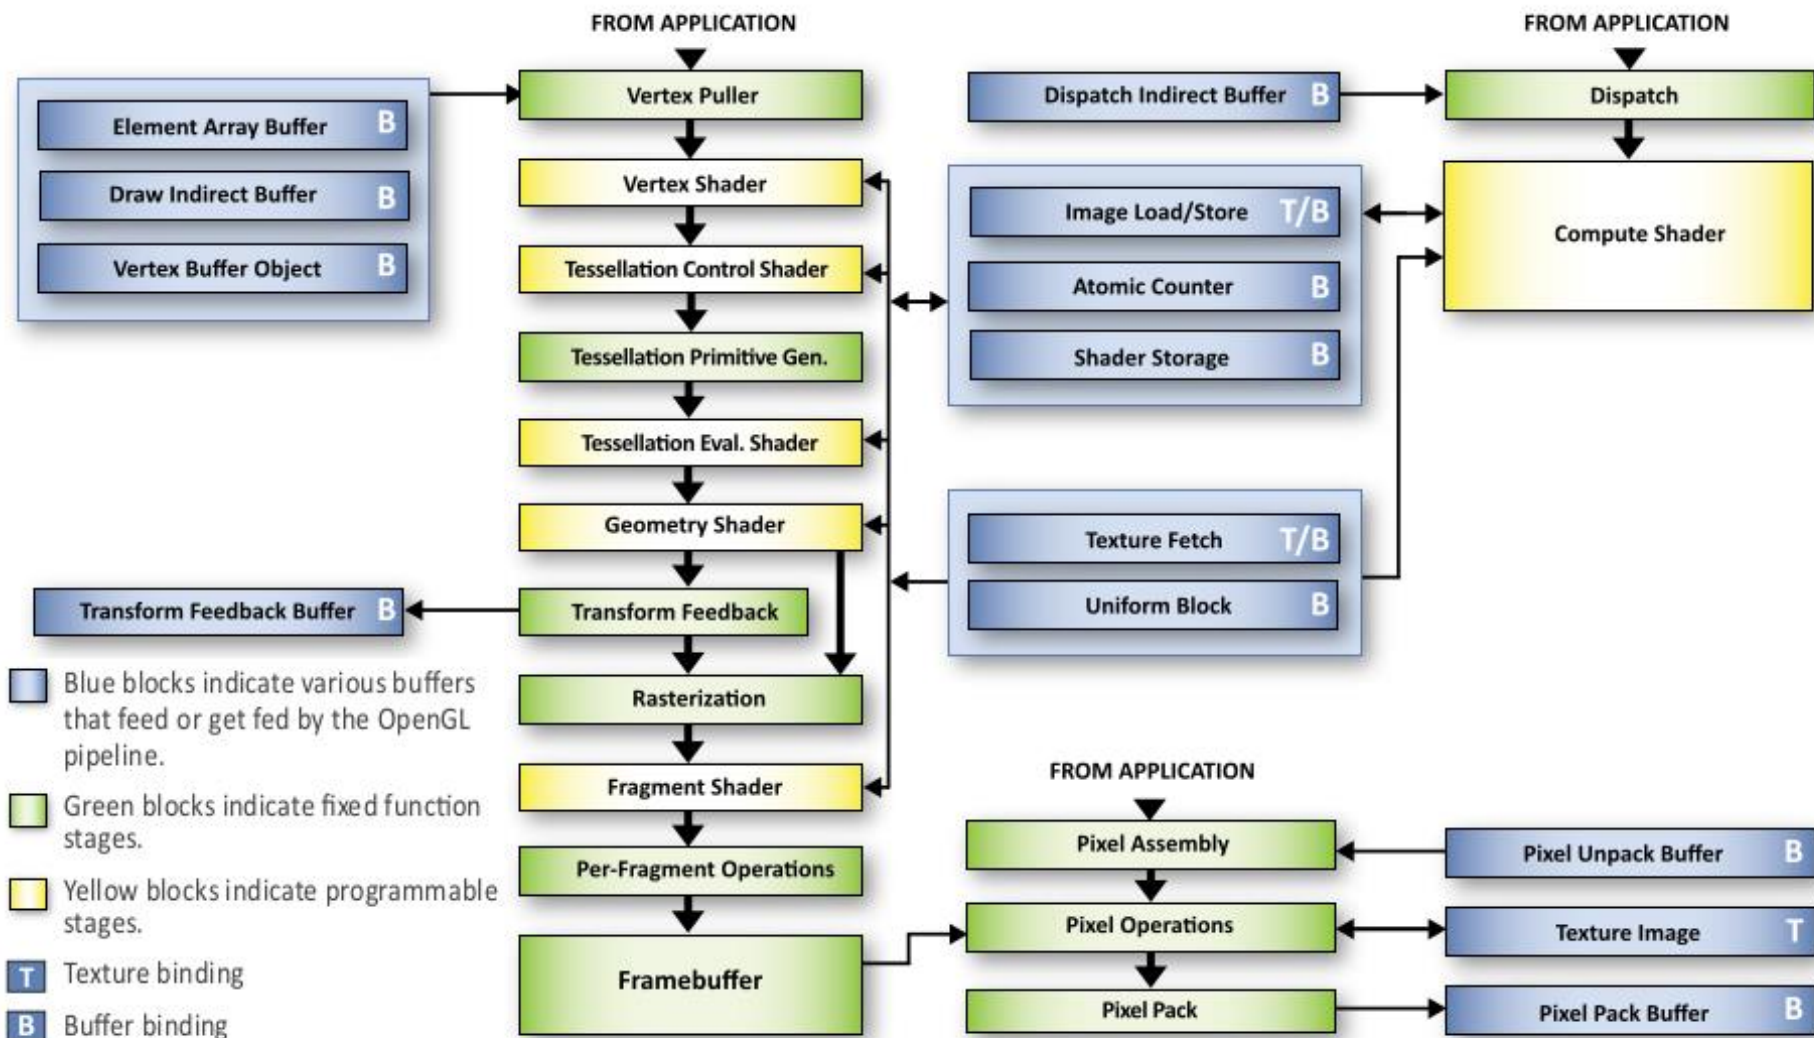 FROM APPLICATION
FROM APPLICATION
Vertex Puller
Dispatch Indirect Buffer B
Dispatch
Element Array Buffer B
Draw Indirect Buffer B
Vertex Buffer Object B
Vertex Shader
Tessellation Control Shader
Tessellation Primitive Gen.
Tessellation Eval. Shader
Geometry Shader
Transform Feedback
Transform Feedback Buffer B
Rasterization
Fragment Shader
Per-Fragment Operations
Framebuffer
Image Load/Store T/B
Atomic Counter B
Shader Storage B
Compute Shader
Texture Fetch T/B
Uniform Block B
Blue blocks indicate various buffers
that feed or get fed by the OpenGL
pipeline.
Green blocks indicate fixed function
stages.
Yellow blocks indicate programmable
stages.
T Texture binding
B Buffer binding
FROM APPLICATION
Pixel Assembly
Pixel Unpack Buffer B
Pixel Operations
Texture Image T
Pixel Pack
Pixel Pack Buffer B